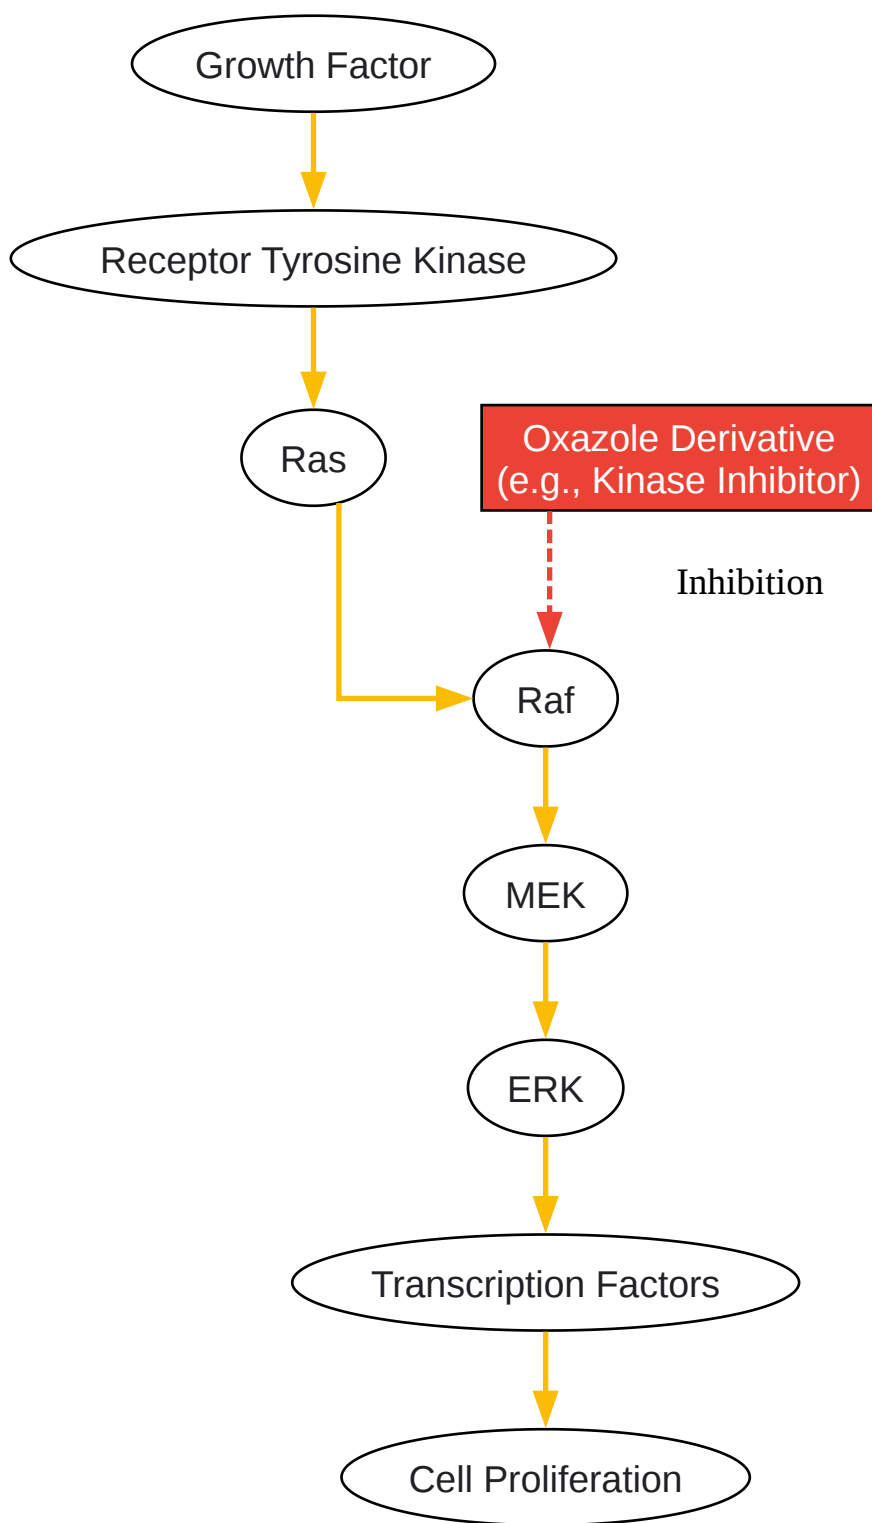 Growth Factor
Receptor Tyrosine Kinase
Ras
Oxazole Derivative
(e.g., Kinase Inhibitor)
Inhibition
Raf
MEK
ERK
Transcription Factors
Cell Proliferation